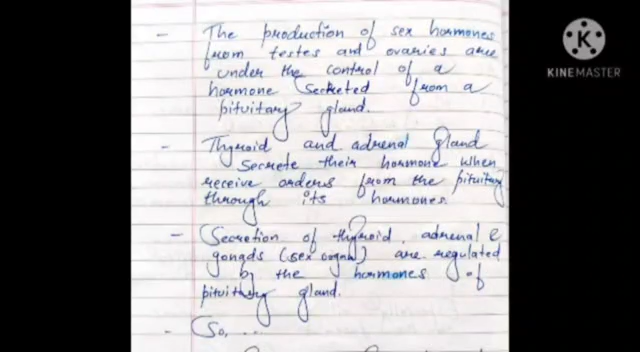 - The production of sex hormones
from testes and ovaries are
under the control of a
hormone secreted from a
pituitary gland.
- Thyroid and adrenal gland
Secrete their hormone when
receive orders from the pituitary
through its hormones.
- Secretion of thyroid, adrenal &
gonads (sex organ) are regulated
by the hormones of
pituitary gland.
- So, ....
KINEMASTER